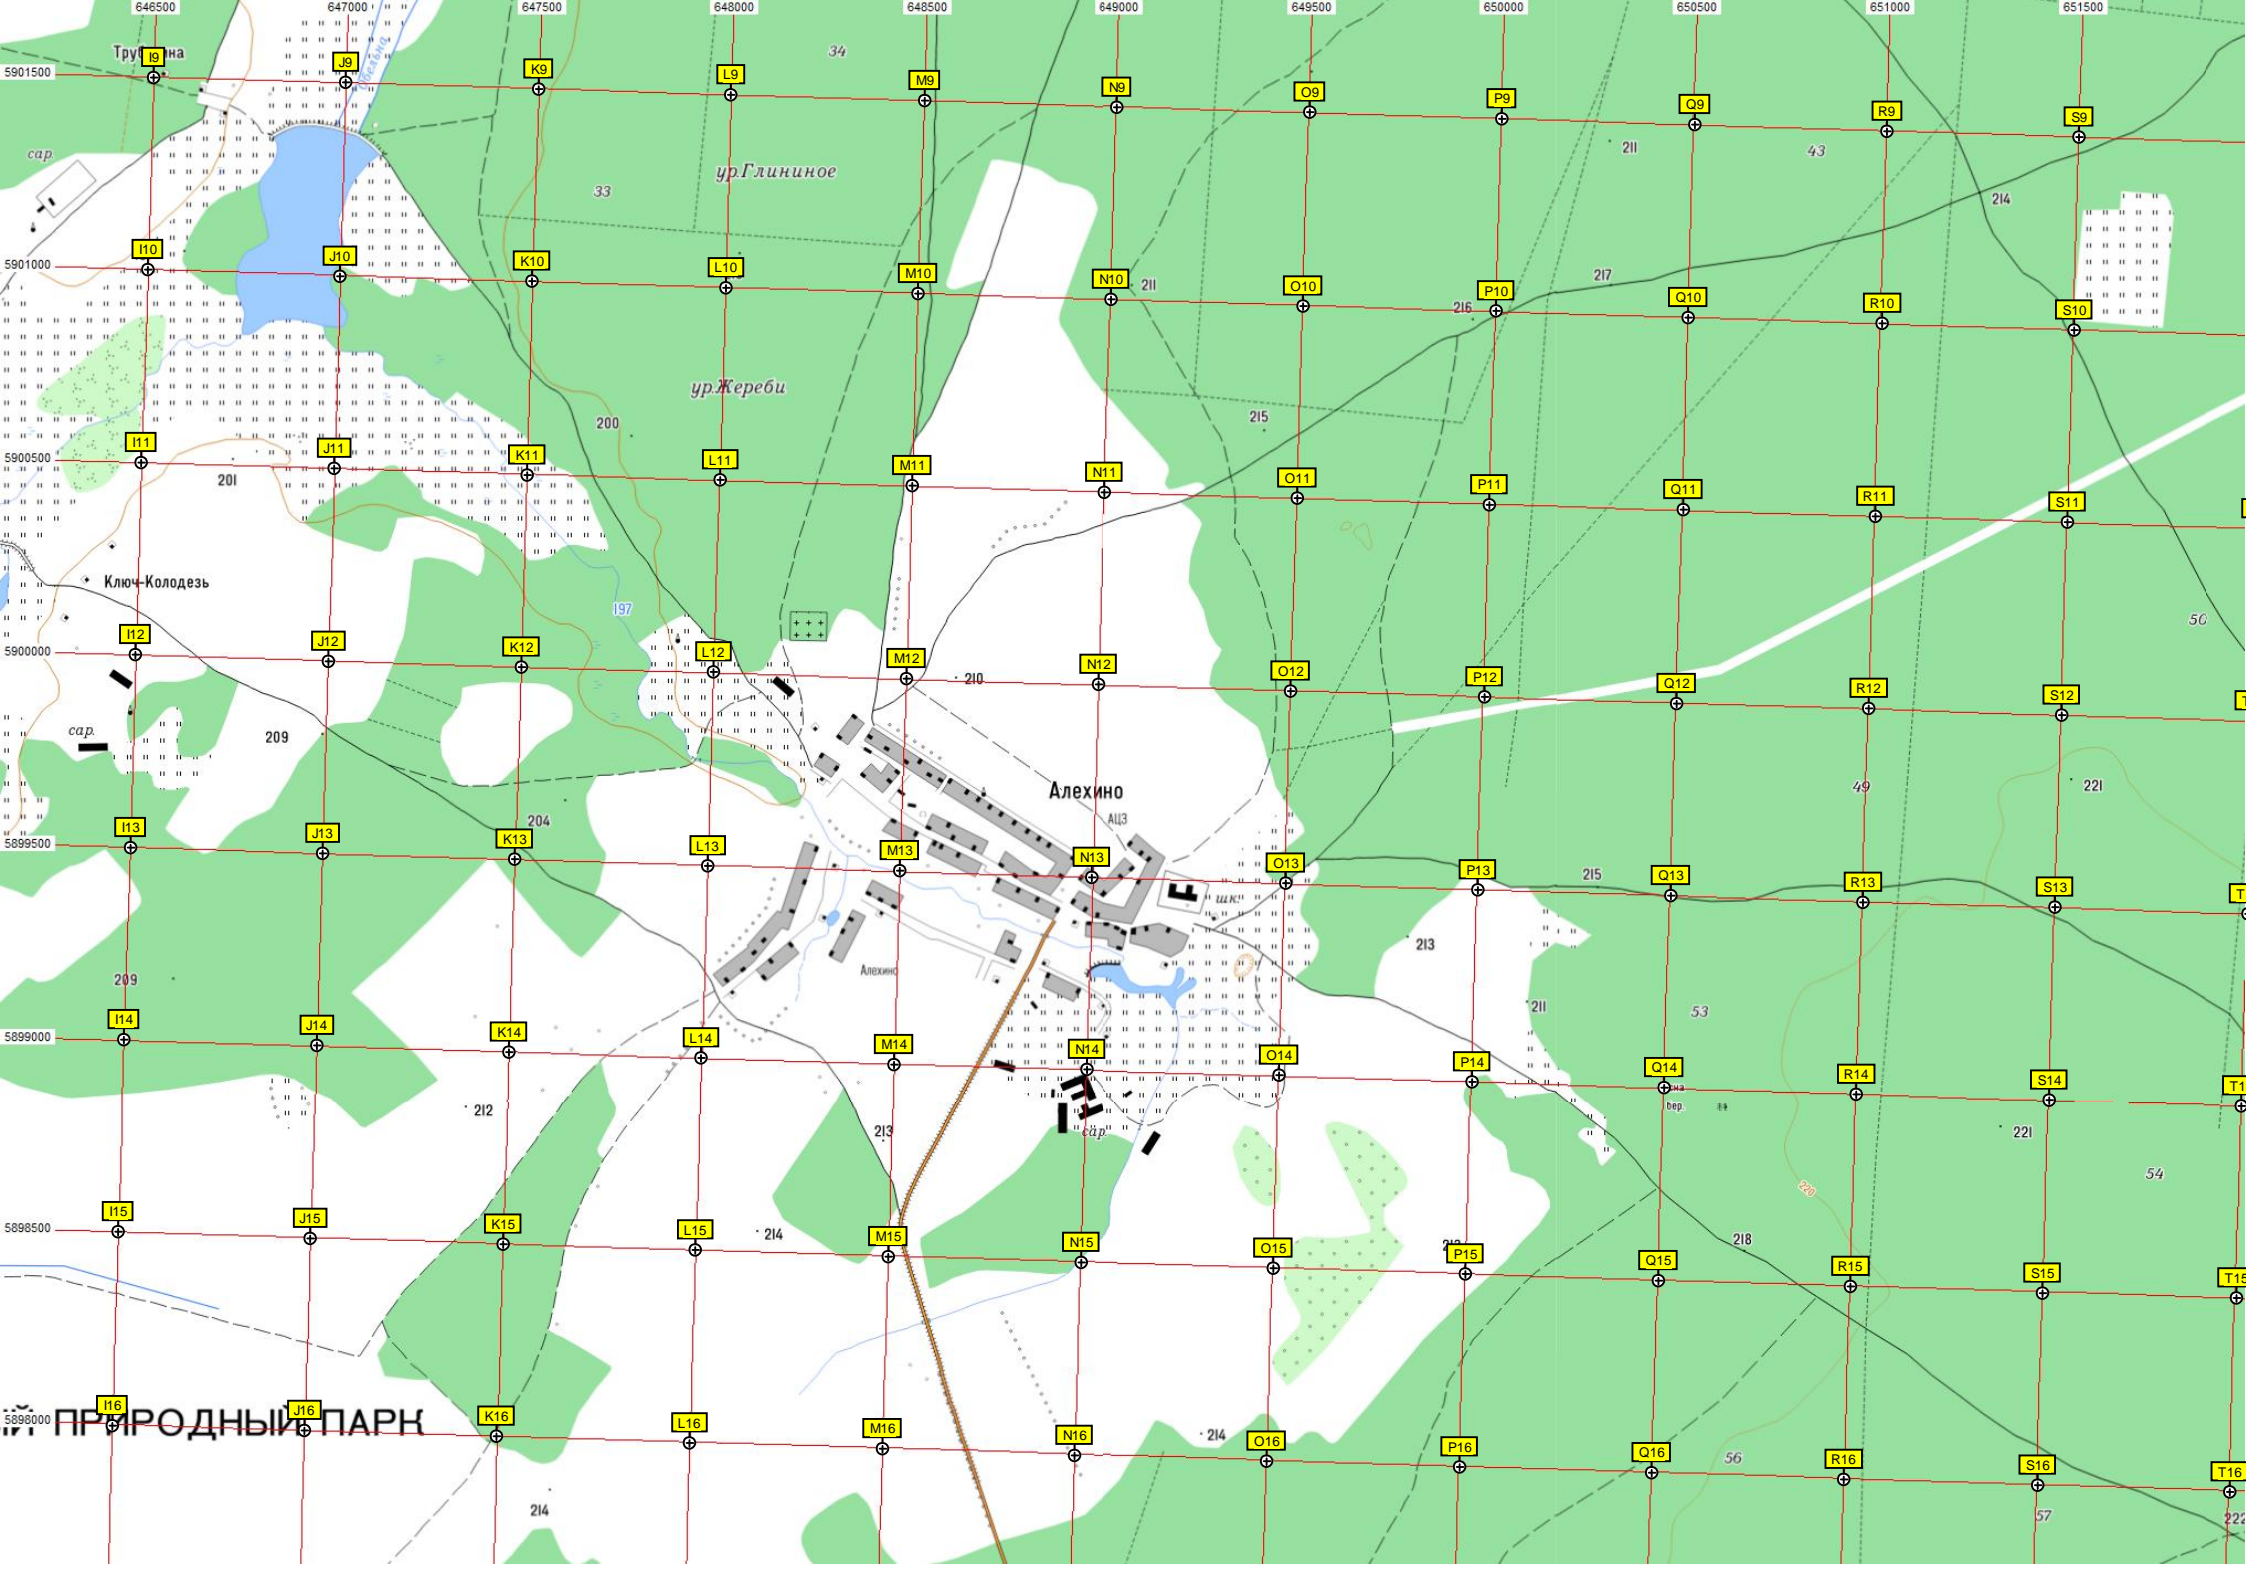 646500 647000 647500 648000 648500 649000 649500 650000 650500 651000 651500
34
5901500 I9 J9 K9 L9 M9 N9 O9 P9 Q9 R9 S9
сар.
211 43
ур.Глининое
33
214
5901000 I10 J10 K10 L10 M10 N10 O10 P10 Q10 R10 S10
211 216 217
ур.Жереби
200 215
5900500 I11 J11 K11 L11 M11 N11 O11 P11 Q11 R11 S11
201
Ключ-Колодезь
197
50
5900000 I12 J12 K12 L12 M12 N12 O12 P12 Q12 R12 S12
210
сар. 209
Алехино
49 221
АЦЗ
204
5899500 I13 J13 K13 L13 M13 N13 O13 P13 Q13 R13 S13
215
шк.
213
Алехино
209
211 53
5899000 I14 J14 K14 L14 M14 N14 O14 P14 Q14 R14 S14
бер.
212 213 сар. 221
54
220
5898500 I15 J15 K15 L15 M15 N15 O15 P15 Q15 R15 S15 T15
214 218
5898000 I16 J16 K16 L16 M16 N16 O16 P16 Q16 R16 S16 T16
ПРИРОДНЫЙ ПАРК
214 56
214 57 222